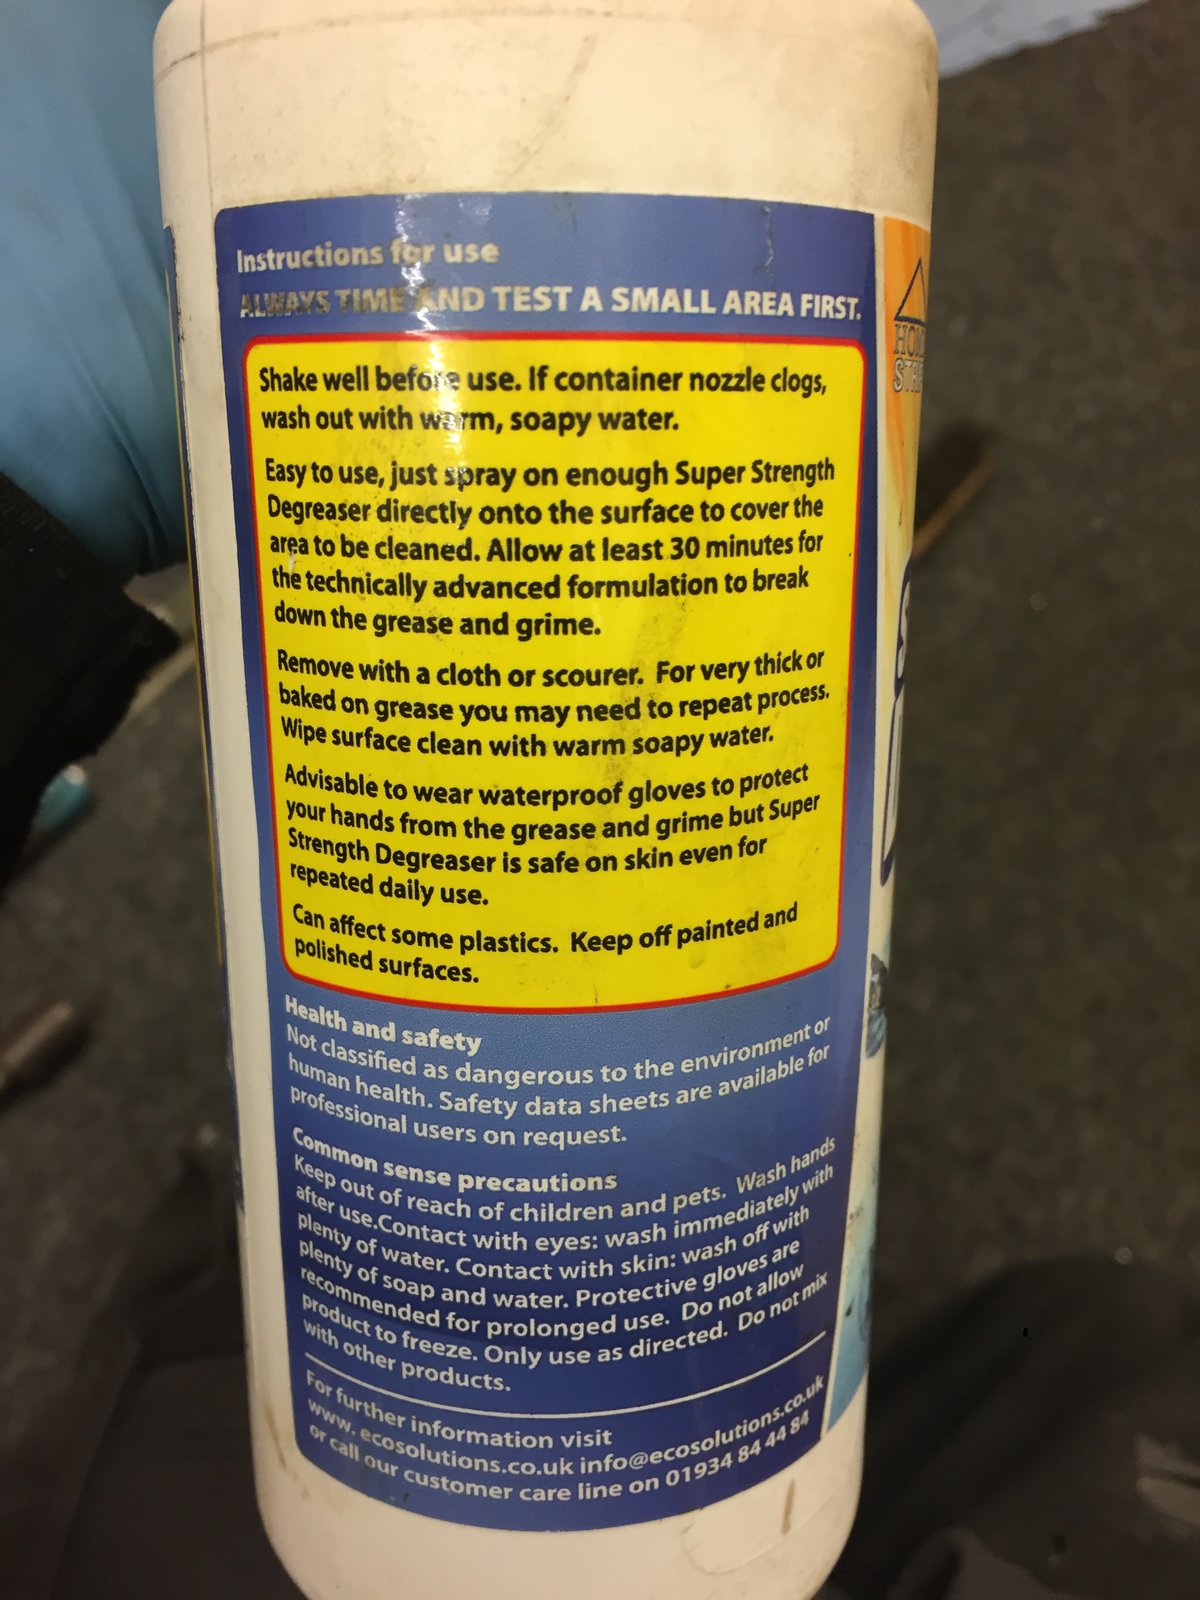 Instructions for use
ALWAYS TIME AND TEST A SMALL AREA FIRST.
Shake well before use. If container nozzle clogs,
wash out with warm, soapy water.
Easy to use, just spray on enough Super Strength
Degreaser directly onto the surface to cover the
area to be cleaned. Allow at least 30 minutes for
the technically advanced formulation to break
down the grease and grime.
Remove with a cloth or scourer. For very thick or
baked on grease you may need to repeat process.
Wipe surface clean with warm soapy water.
Advisable to wear waterproof gloves to protect
your hands from the grease and grime but Super
Strength Degreaser is safe on skin even for
repeated daily use.
Can affect some plastics. Keep off painted and
polished surfaces.
Health and safety
Not classified as dangerous to the environment or
human health. Safety data sheets are available for
professional users on request.
Common sense precautions
Keep out of reach of children and pets. Wash hands
after use.Contact with eyes: wash immediately with
plenty of water. Contact with skin: wash off with
plenty of soap and water. Protective gloves are
recommended for prolonged use. Do not allow
product to freeze. Only use as directed. Do not mix
with other products.
For further information visit
www. ecosolutions.co.uk info@ecosolutions.co.uk
or call our customer care line on 01934 84 44 84